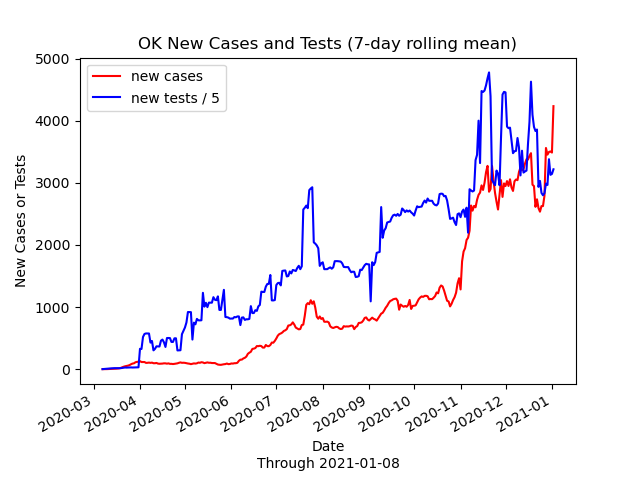 OK New Cases and Tests (7-day rolling mean)
new cases
new tests / 5
New Cases or Tests
5000
4000
3000
2000
1000
0
2020-03
2020-04
2020-05
2020-06
2020-07
2020-08
2020-09
2020-10
2020-11
2020-12
2021-01
Date
Through 2021-01-08